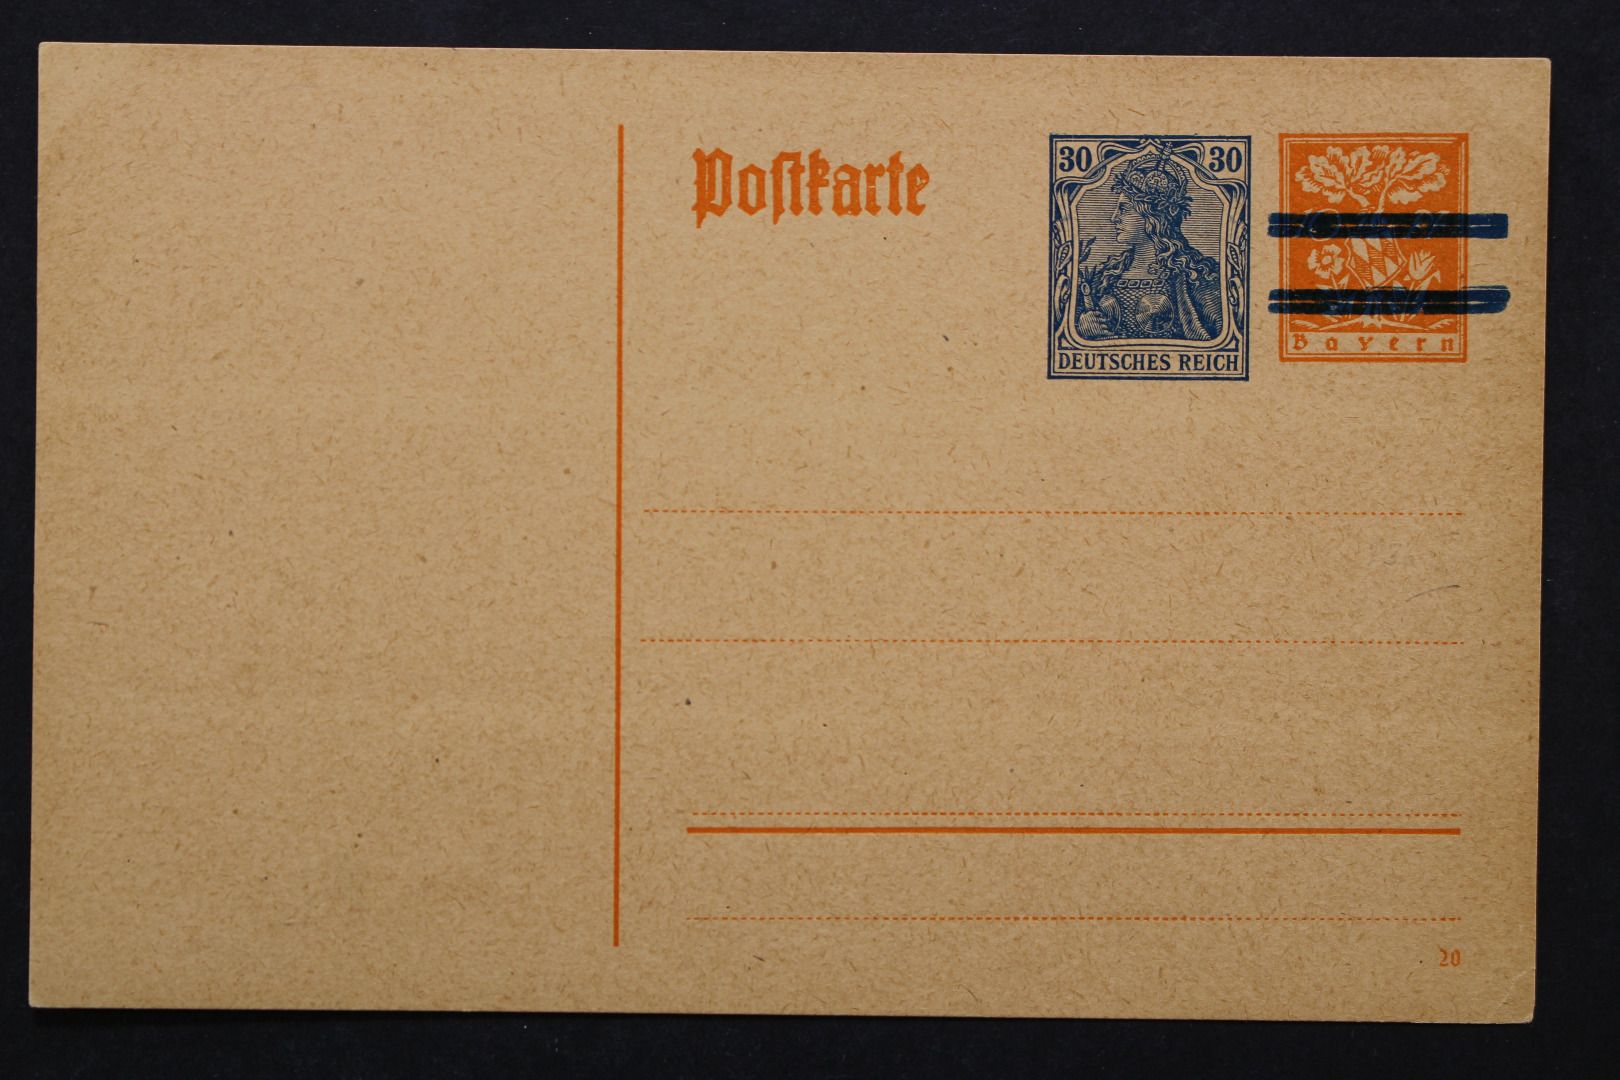 Postkarte
30 30
DEUTSCHES REICH
Bayern
20